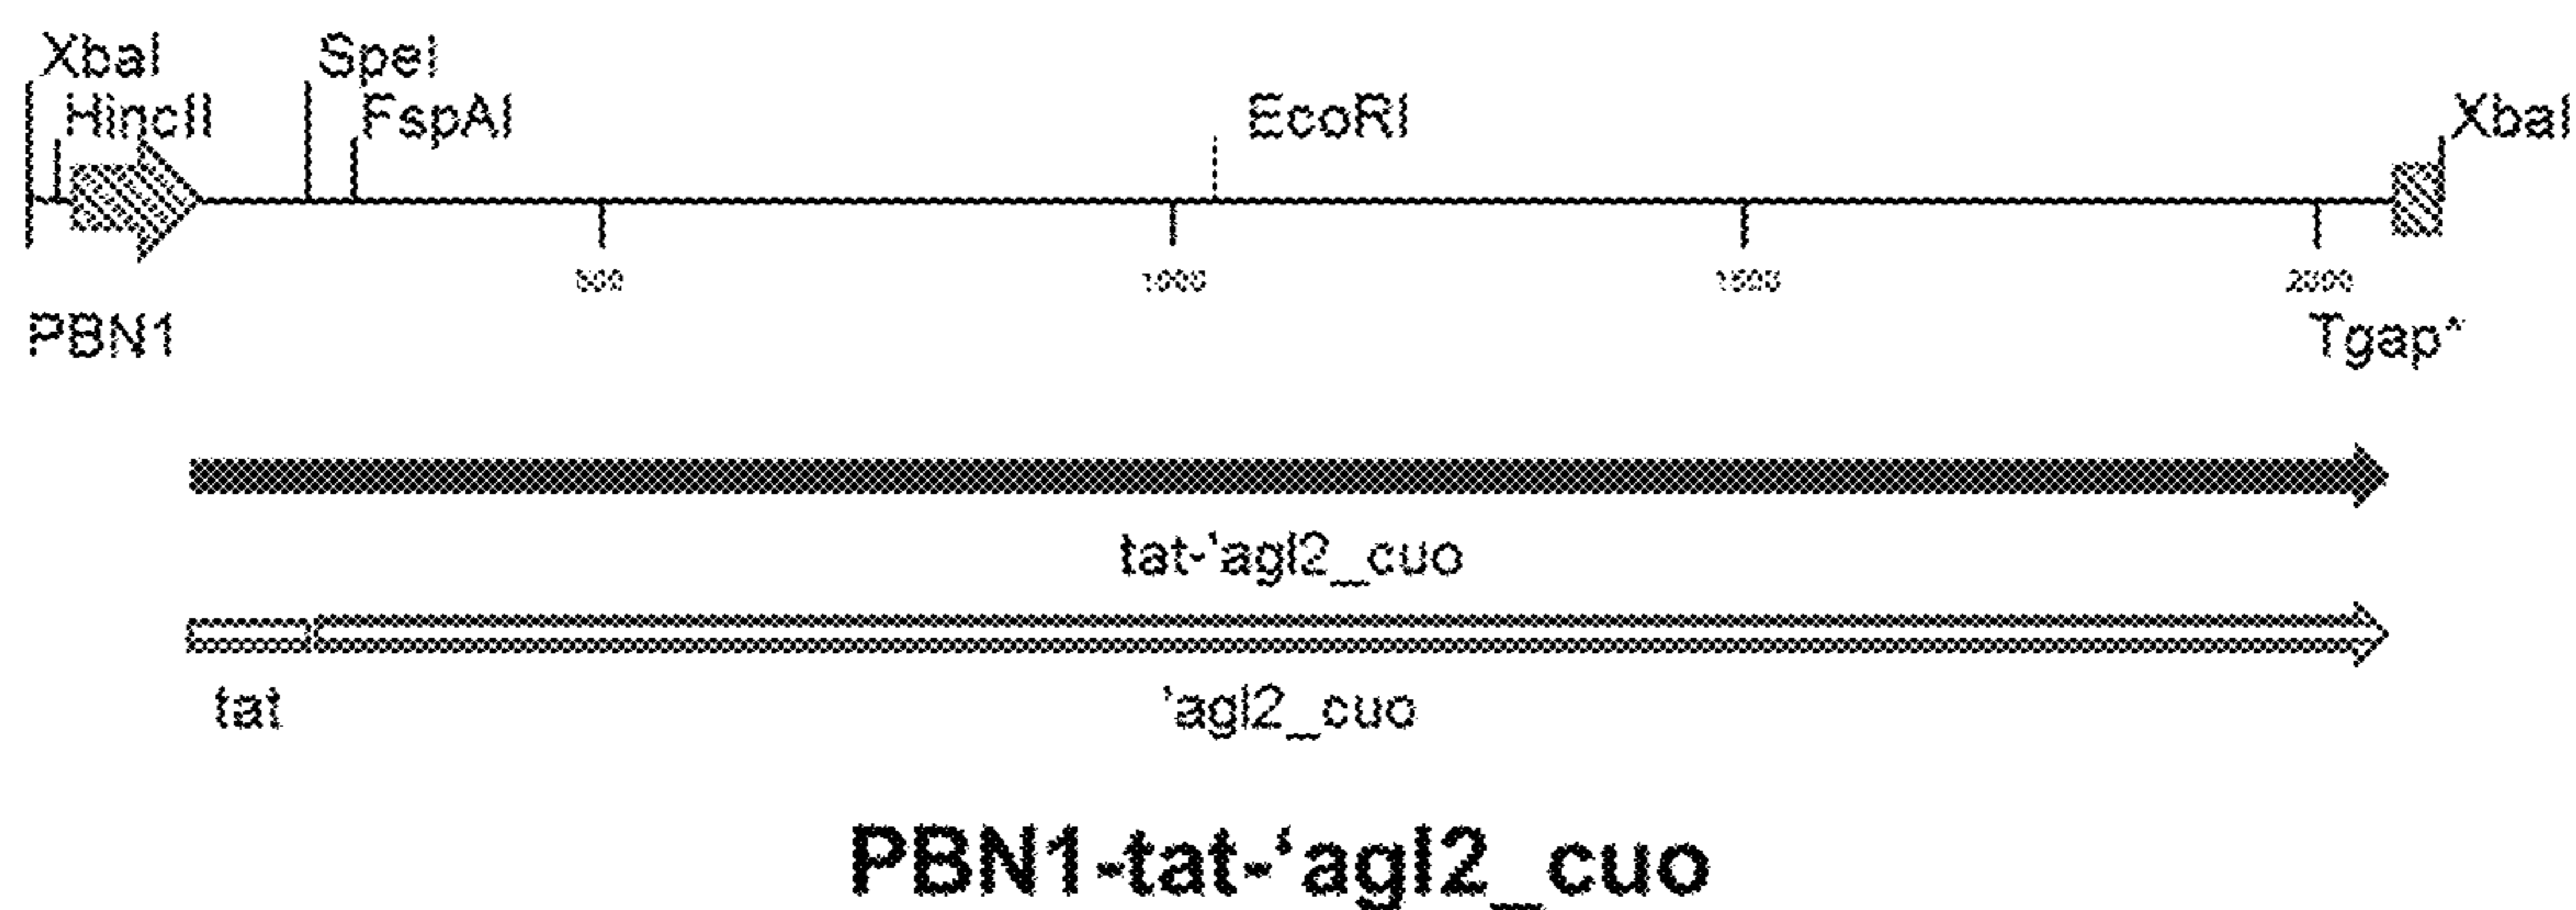 XbaI SpeI
HincII FspAI EcoRI XbaI
500 1000 1500 2000
PBN1 Tgap*
tat-'agl2_cuo
tat 'agl2_cuo
PBN1-tat-'agl2_cuo